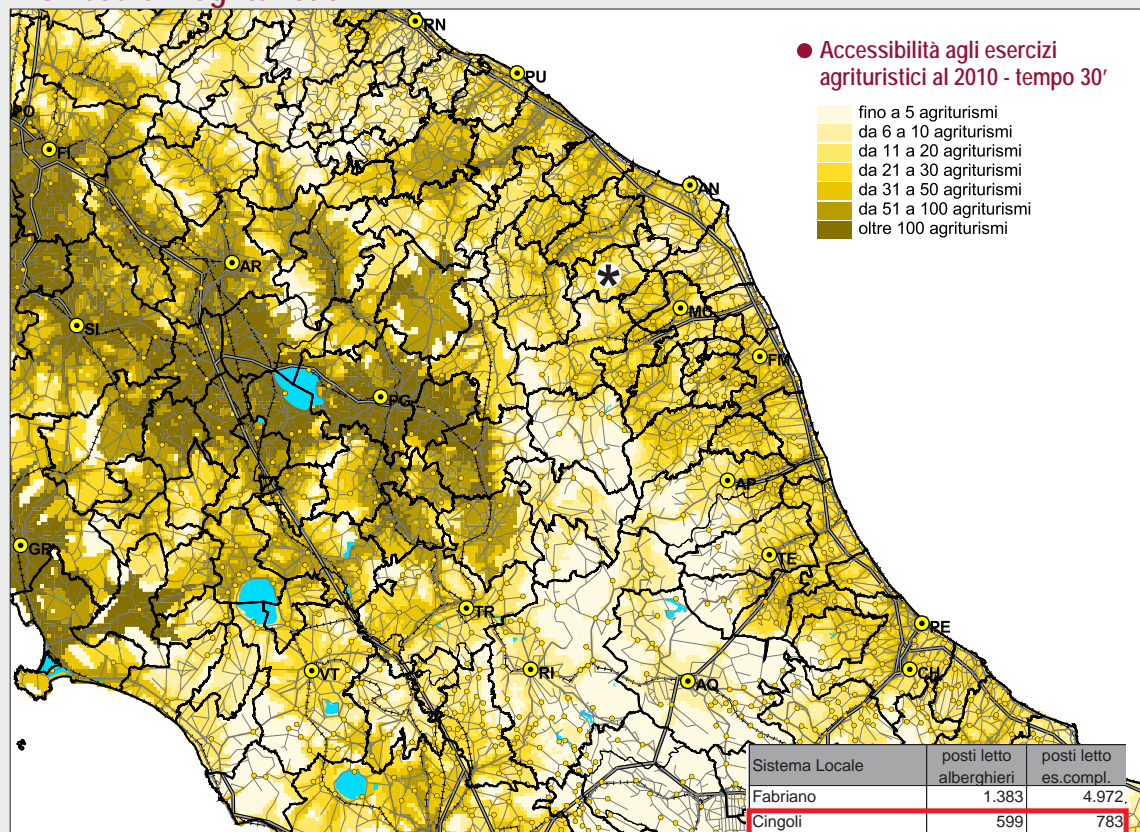 RN
PU
● Accessibilità agli esercizi
agrituristici al 2010 - tempo 30'
fino a 5 agriturismi
da 6 a 10 agriturismi
da 11 a 20 agriturismi
da 21 a 30 agriturismi
da 31 a 50 agriturismi
da 51 a 100 agriturismi
oltre 100 agriturismi
PO
FI
AN
AR
*
MC
SI
FM
PG
AP
GR
TE
TR
PE
VT
RI
AQ
CH
Sistema Locale posti letto alberghieri posti letto es.compl.
Fabriano 1.383 4.972
Cingoli 599 783